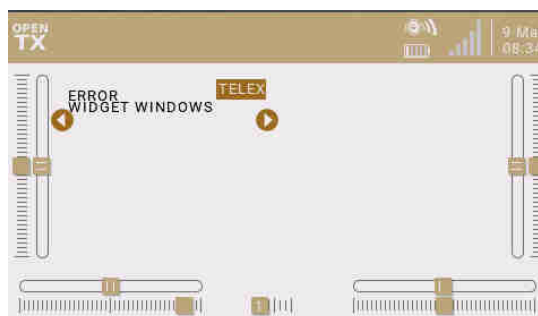 OPEN
TX
9 Ma
08:34
TELEX
ERROR
WIDGET WINDOWS
1